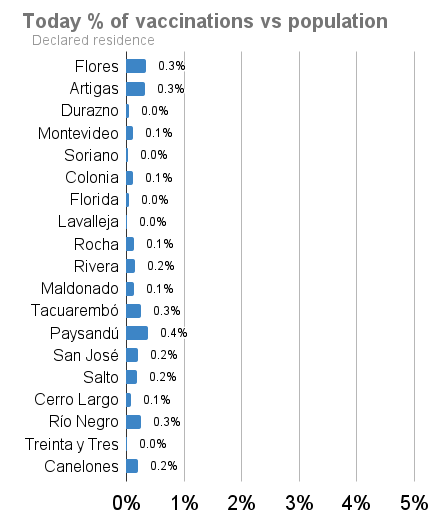 Today % of vaccinations vs population
Declared residence
Flores 0.3%
Artigas 0.3%
Durazno 0.0%
Montevideo 0.1%
Soriano 0.0%
Colonia 0.1%
Florida 0.0%
Lavalleja 0.0%
Rocha 0.1%
Rivera 0.2%
Maldonado 0.1%
Tacuarembó 0.3%
Paysandú 0.4%
San José 0.2%
Salto 0.2%
Cerro Largo 0.1%
Río Negro 0.3%
Treinta y Tres 0.0%
Canelones 0.2%
0% 1% 2% 3% 4% 5%